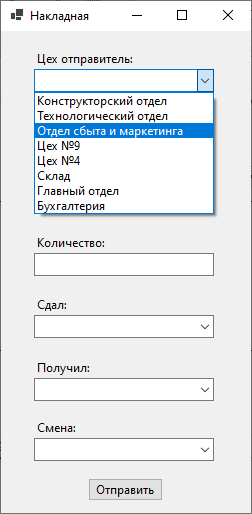 Накладная
Цех отправитель:
Конструкторский отдел
Технологический отдел
Отдел сбыта и маркетинга
Цех №9
Цех №4
Склад
Главный отдел
Бухгалтерия
Количество:
Сдал:
Получил:
Смена:
Отправить